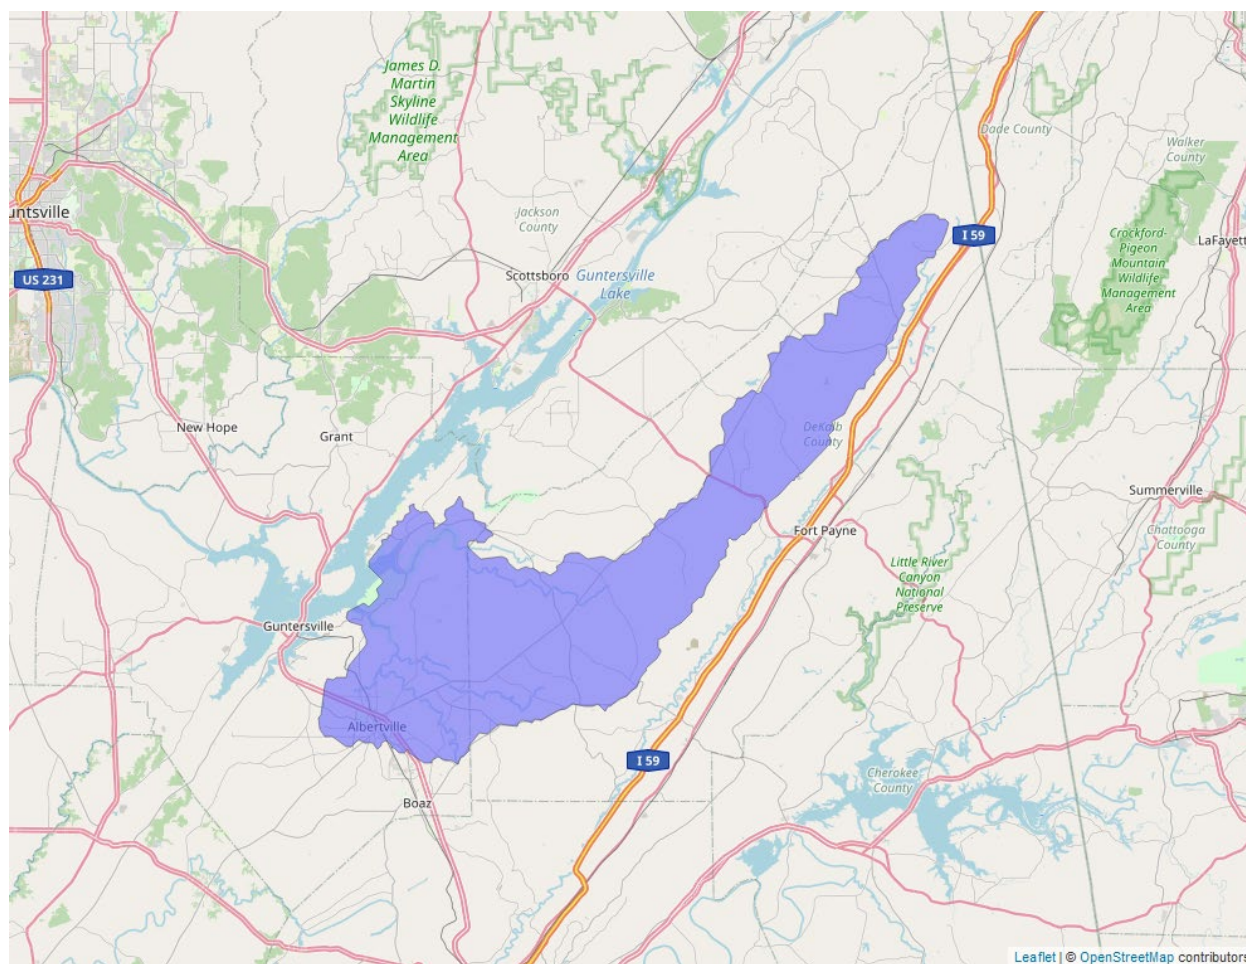 James D.
Martin
Skyline
Wildlife
Management
Area
Dade County
Walker
County
untsville
Jackson
County
I 59
Crockford-
Pigeon
Mountain
Wildlife
Management
Area
LaFayett
US 231
Scottsboro
Guntersville
Lake
New Hope
Grant
DeKalb
County
Summerville
Fort Payne
Chattooga
County
Little River
Canyon
National
Preserve
Guntersville
Albertville
I 59
Cherokee
County
Boaz
Leaflet | © OpenStreetMap contributors